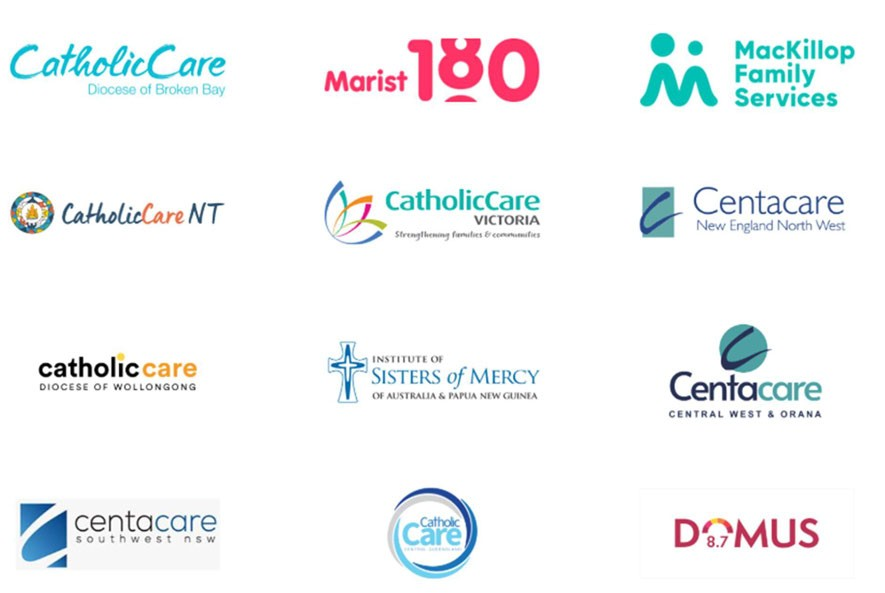 CatholicCare
Diocese of Broken Bay
Marist 180
MacKillop
Family
Services
CatholicCare NT
CatholicCare
VICTORIA
Strengthening families & communities
Centacare
New England North West
catholic care
DIOCESE OF WOLLONGONG
INSTITUTE OF
SISTERS of MERCY
OF AUSTRALIA & PAPUA NEW GUINEA
Centacare
CENTRAL WEST & ORANA
centacare
southwest nsw
Catholic
Care
CENTRAL QUEENSLAND
DOMUS
8.7